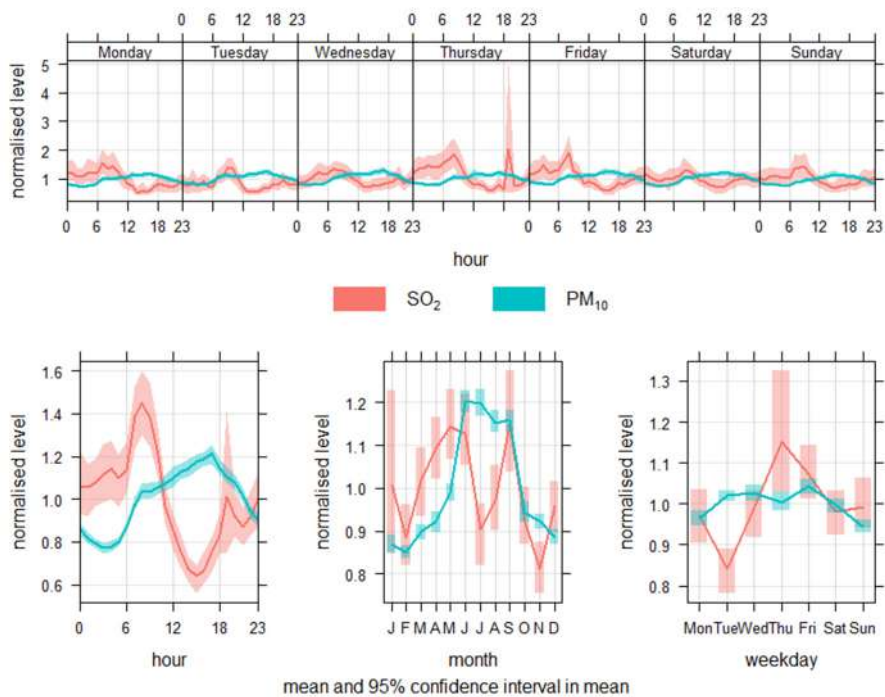 0 6 12 18 23 0 6 12 18 23 0 6 12 18 23
Monday Tuesday Wednesday Thursday Friday Saturday Sunday
normalised level
5
4
3
2
1
0 6 12 18 23 0 6 12 18 23 0 6 12 18 23 0 6 12 18 23
hour
SO₂ PM₁₀
normalised level
1.6
1.4
1.2
1.0
0.8
0.6
0 6 12 18 23
hour
normalised level
1.2
1.1
1.0
0.9
0.8
J F M A M J J A S O N D
month
normalised level
1.3
1.2
1.1
1.0
0.9
0.8
Mon Tue Wed Thu Fri Sat Sun
weekday
mean and 95% confidence interval in mean